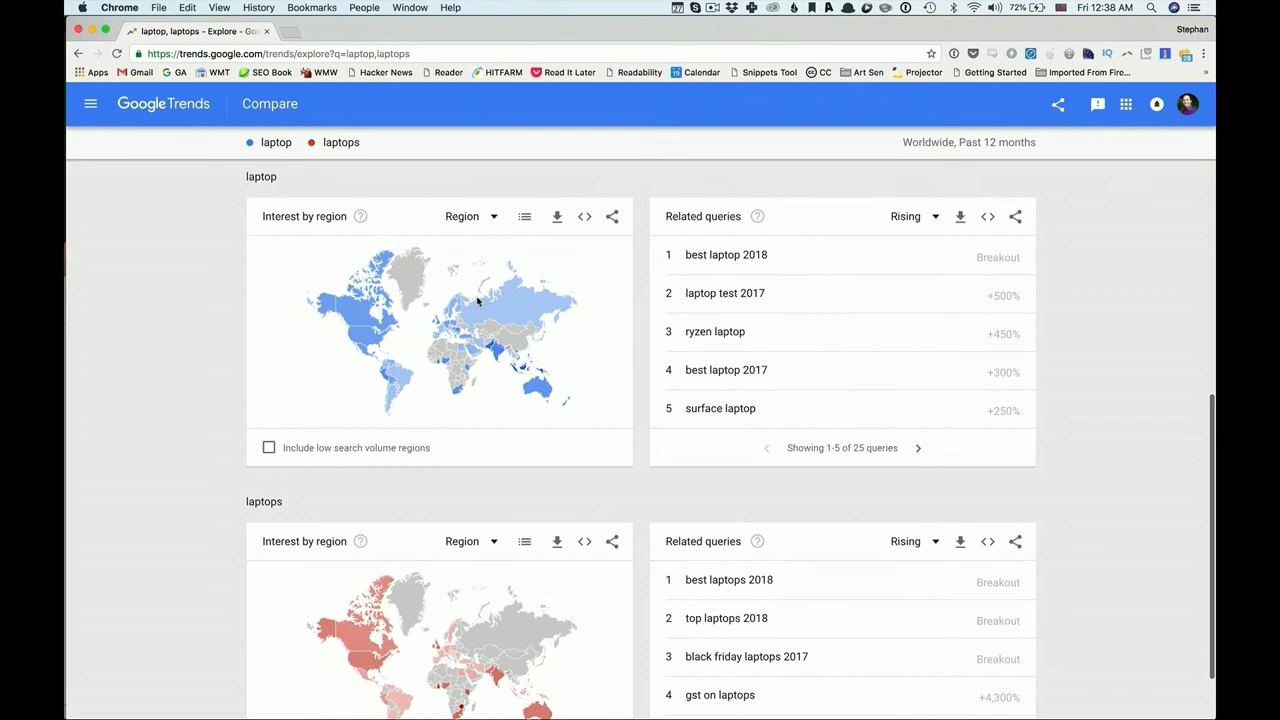 Chrome File Edit View History Bookmarks People Window Help 72% Fri 12:38 AM
laptop, laptops - Explore - Goo
Stephan
https://trends.google.com/trends/explore?q=laptop,laptops
Apps Gmail GA WMT SEO Book WMW Hacker News Reader HITFARM Read It Later Readability Calendar Snippets Tool CC Art Sen Projector Getting Started Imported From Fire... »
Google Trends Compare
laptop laptops Worldwide, Past 12 months
laptop
Interest by region Region
Include low search volume regions
Related queries Rising
1 best laptop 2018 Breakout
2 laptop test 2017 +500%
3 ryzen laptop +450%
4 best laptop 2017 +300%
5 surface laptop +250%
Showing 1-5 of 25 queries
laptops
Interest by region Region
Related queries Rising
1 best laptops 2018 Breakout
2 top laptops 2018 Breakout
3 black friday laptops 2017 Breakout
4 gst on laptops +4,300%